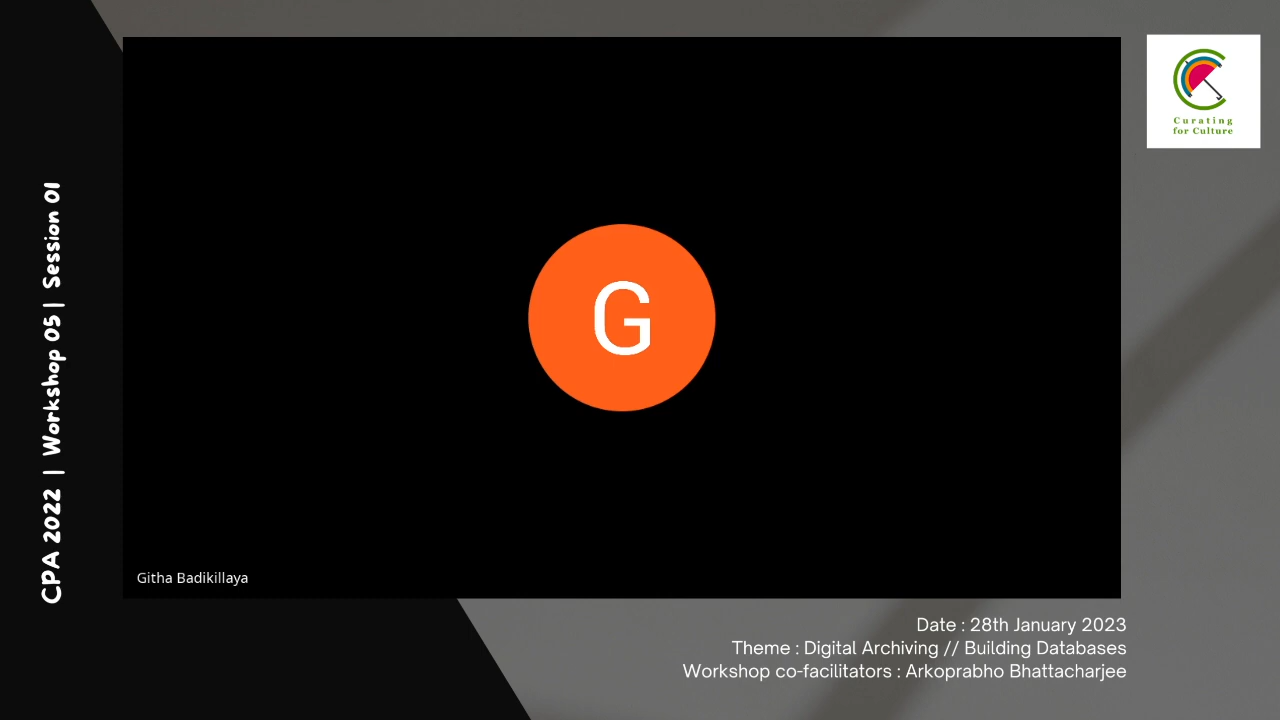 CPA 2022 | Workshop 05 | Session 01
G
Githa Badikillaya
Curating
for Culture
Date : 28th January 2023
Theme : Digital Archiving // Building Databases
Workshop co-facilitators : Arkoprabho Bhattacharjee